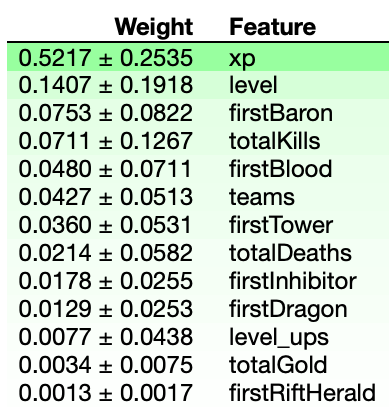 Weight Feature
0.5217 ± 0.2535 xp
0.1407 ± 0.1918 level
0.0753 ± 0.0822 firstBaron
0.0711 ± 0.1267 totalKills
0.0480 ± 0.0711 firstBlood
0.0427 ± 0.0513 teams
0.0360 ± 0.0531 firstTower
0.0214 ± 0.0582 totalDeaths
0.0178 ± 0.0255 firstInhibitor
0.0129 ± 0.0253 firstDragon
0.0077 ± 0.0438 level_ups
0.0034 ± 0.0075 totalGold
0.0013 ± 0.0017 firstRiftHerald